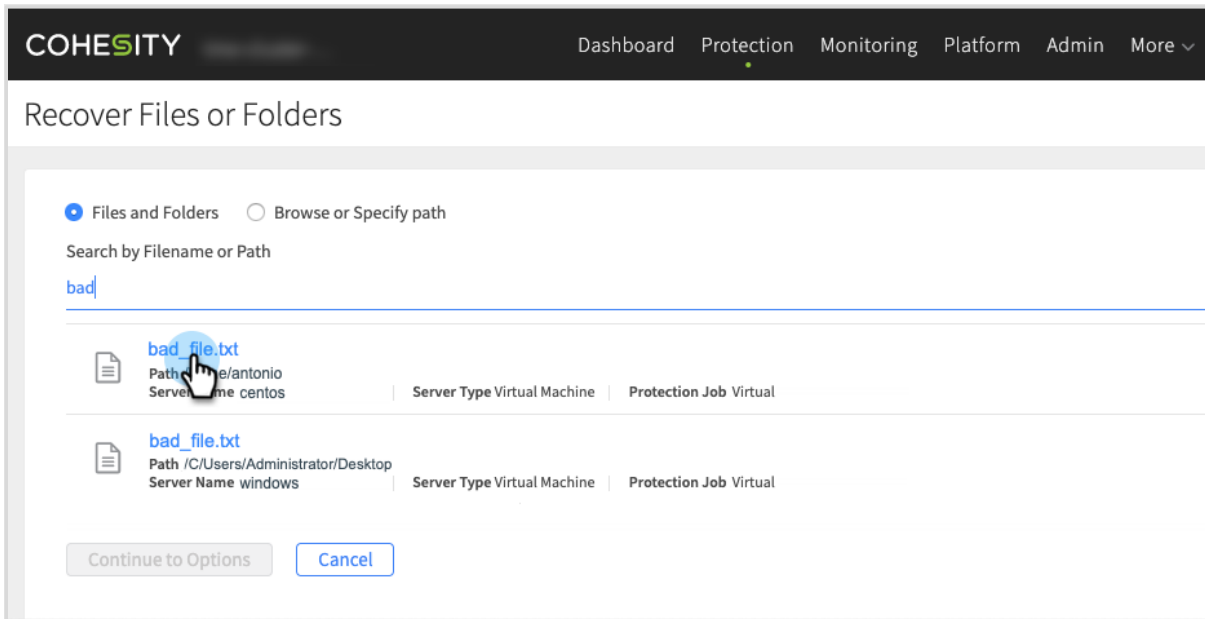 COHESITY Dashboard Protection Monitoring Platform Admin More
Recover Files or Folders
Files and Folders Browse or Specify path
Search by Filename or Path
bad
bad_file.txt
Path e/antonio
Server me centos Server Type Virtual Machine Protection Job Virtual
bad_file.txt
Path /C/Users/Administrator/Desktop
Server Name windows Server Type Virtual Machine Protection Job Virtual
Continue to Options Cancel